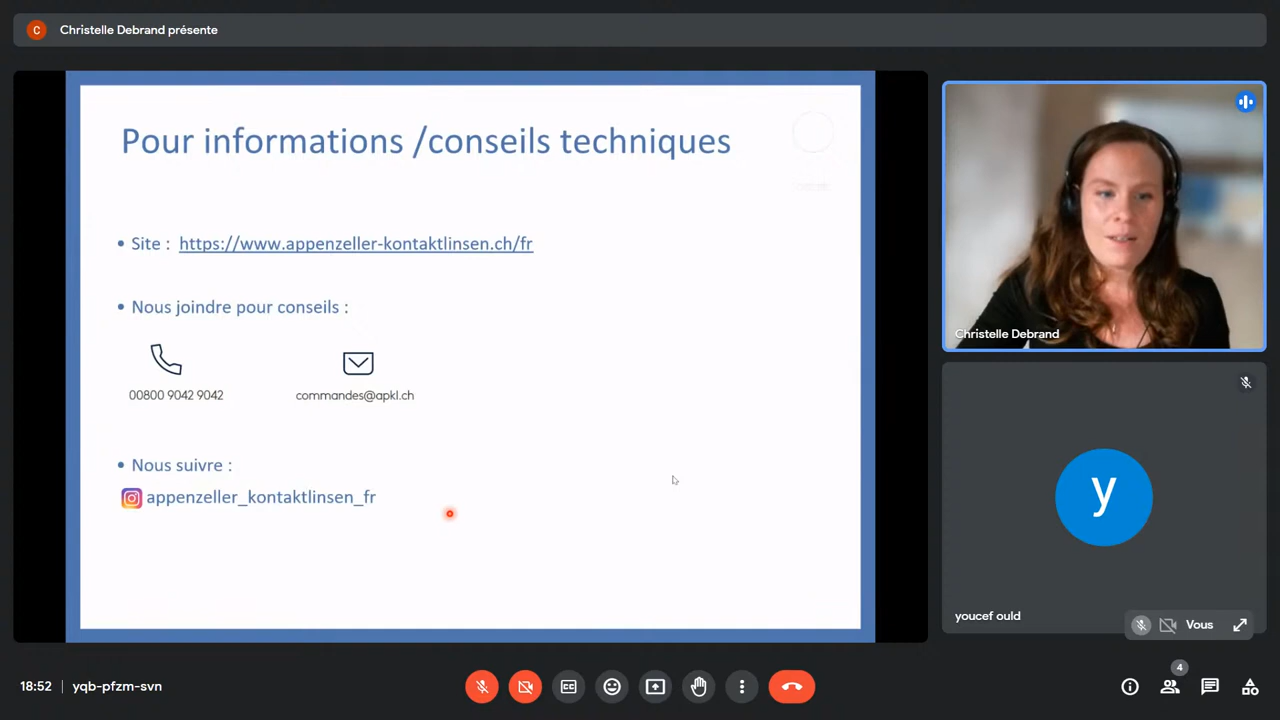 C Christelle Debrand présente
Pour informations /conseils techniques
• Site : https://www.appenzeller-kontaktlinsen.ch/fr
• Nous joindre pour conseils :
00800 9042 9042 commandes@apkl.ch
• Nous suivre :
appenzeller_kontaktlinsen_fr
Christelle Debrand
y
youcef ould
Vous
18:52 | yqb-pfzm-svn
CC
4